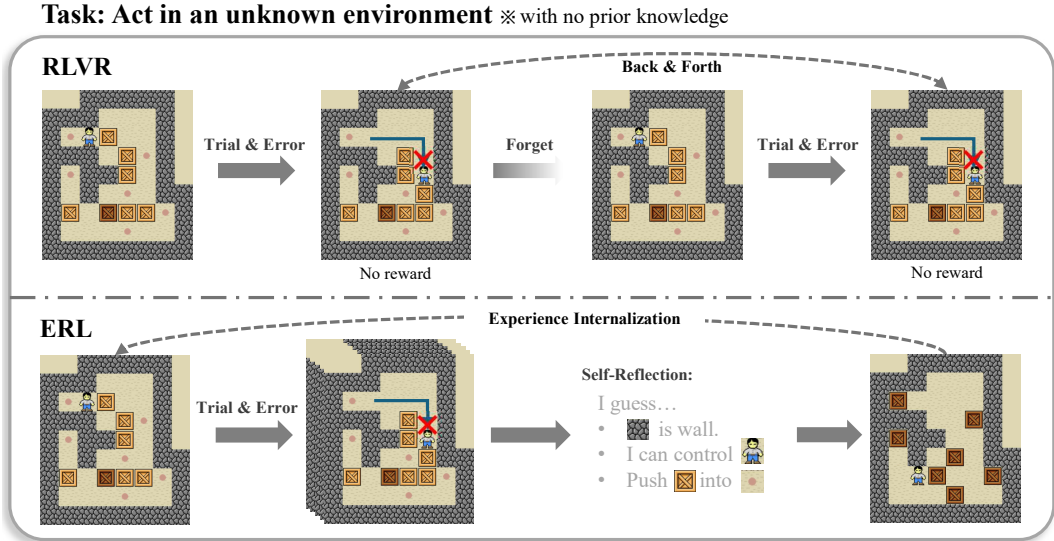 Task: Act in an unknown environment ※ with no prior knowledge
RLVR
Back & Forth
Trial & Error
Forget
Trial & Error
No reward
No reward
ERL
Experience Internalization
Trial & Error
Self-Reflection:
I guess…
• is wall.
• I can control
• Push into